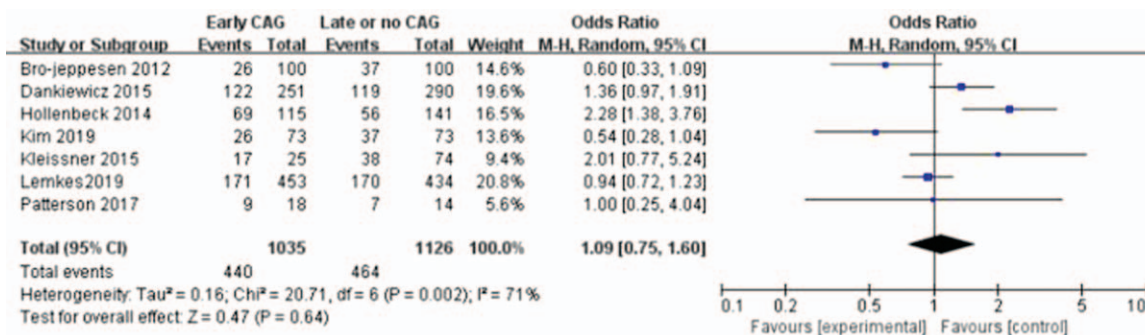 Early CAG Late or no CAG Odds Ratio Odds Ratio
Study or Subgroup Events Total Events Total Weight M-H, Random, 95% CI M-H, Random, 95% CI
Bro-jeppesen 2012 26 100 37 100 14.6% 0.60 [0.33, 1.09]
Dankiewicz 2015 122 251 119 290 19.6% 1.36 [0.97, 1.91]
Hollenbeck 2014 69 115 56 141 16.5% 2.28 [1.38, 3.76]
Kim 2019 26 73 37 73 13.6% 0.54 [0.28, 1.04]
Kleissner 2015 17 25 38 74 9.4% 2.01 [0.77, 5.24]
Lemkes2019 171 453 170 434 20.8% 0.94 [0.72, 1.23]
Patterson 2017 9 18 7 14 5.6% 1.00 [0.25, 4.04]
Total (95% CI) 1035 1126 100.0% 1.09 [0.75, 1.60]
Total events 440 464
Heterogeneity: Tau² = 0.16; Chi² = 20.71, df = 6 (P = 0.002); I² = 71%
Test for overall effect: Z = 0.47 (P = 0.64)
0.1 0.2 0.5 1 2 5 10
Favours [experimental] Favours [control]